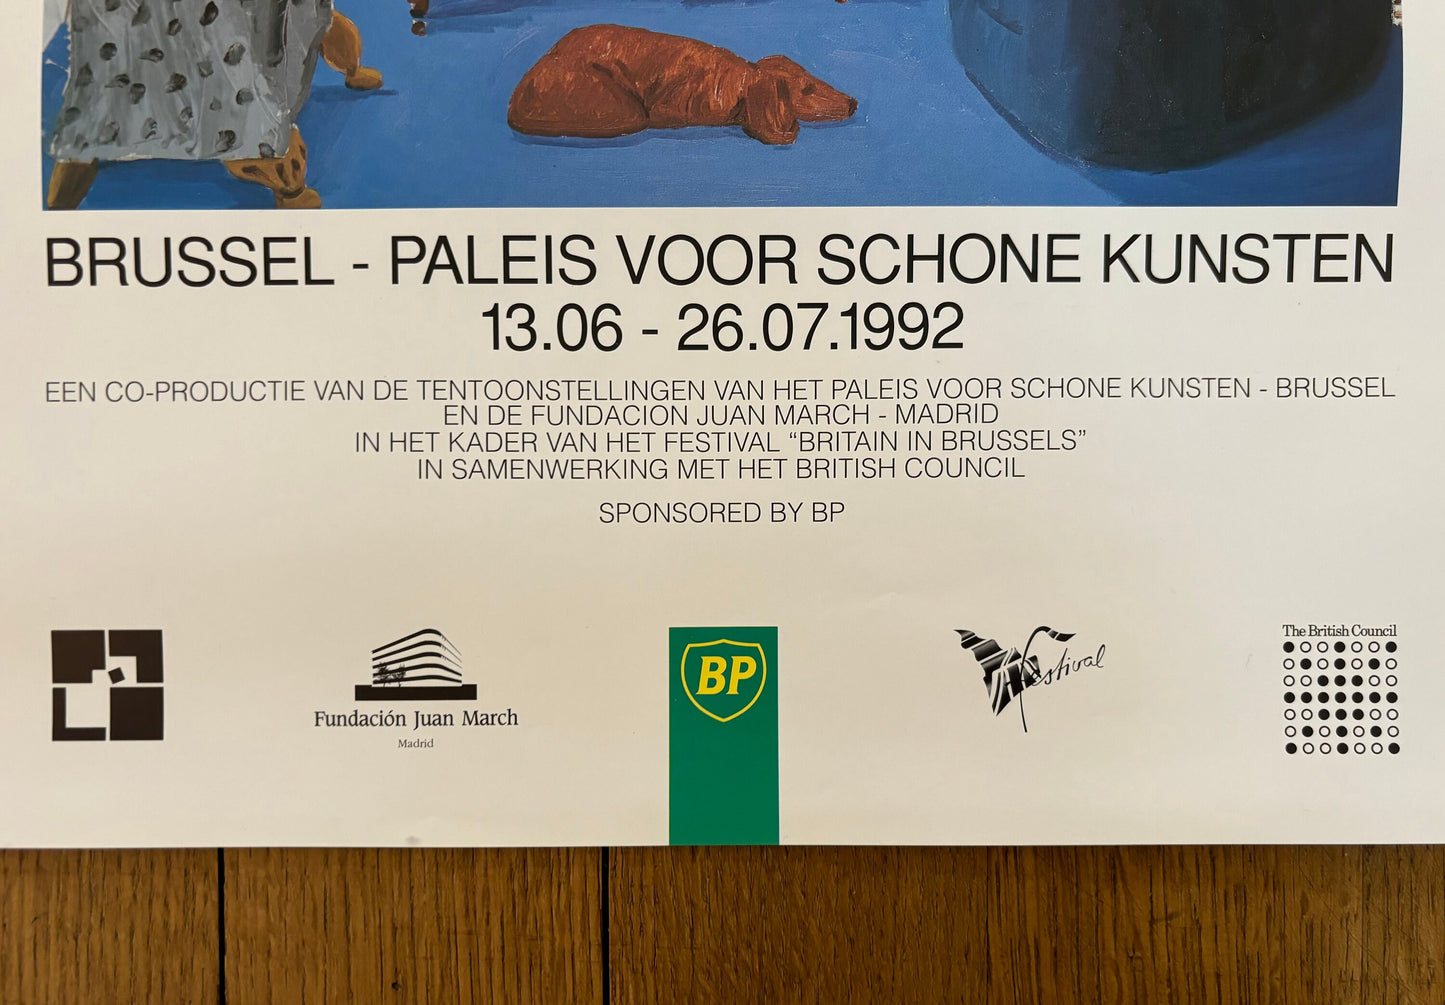 BRUSSEL - PALEIS VOOR SCHONE KUNSTEN
13.06 - 26.07.1992
EEN CO-PRODUCTIE VAN DE TENTOONSTELLINGEN VAN HET PALEIS VOOR SCHONE KUNSTEN - BRUSSEL
EN DE FUNDACION JUAN MARCH - MADRID
IN HET KADER VAN HET FESTIVAL “BRITAIN IN BRUSSELS”
IN SAMENWERKING MET HET BRITISH COUNCIL
SPONSORED BY BP
Fundación Juan March
Madrid
BP
Festival
The British Council